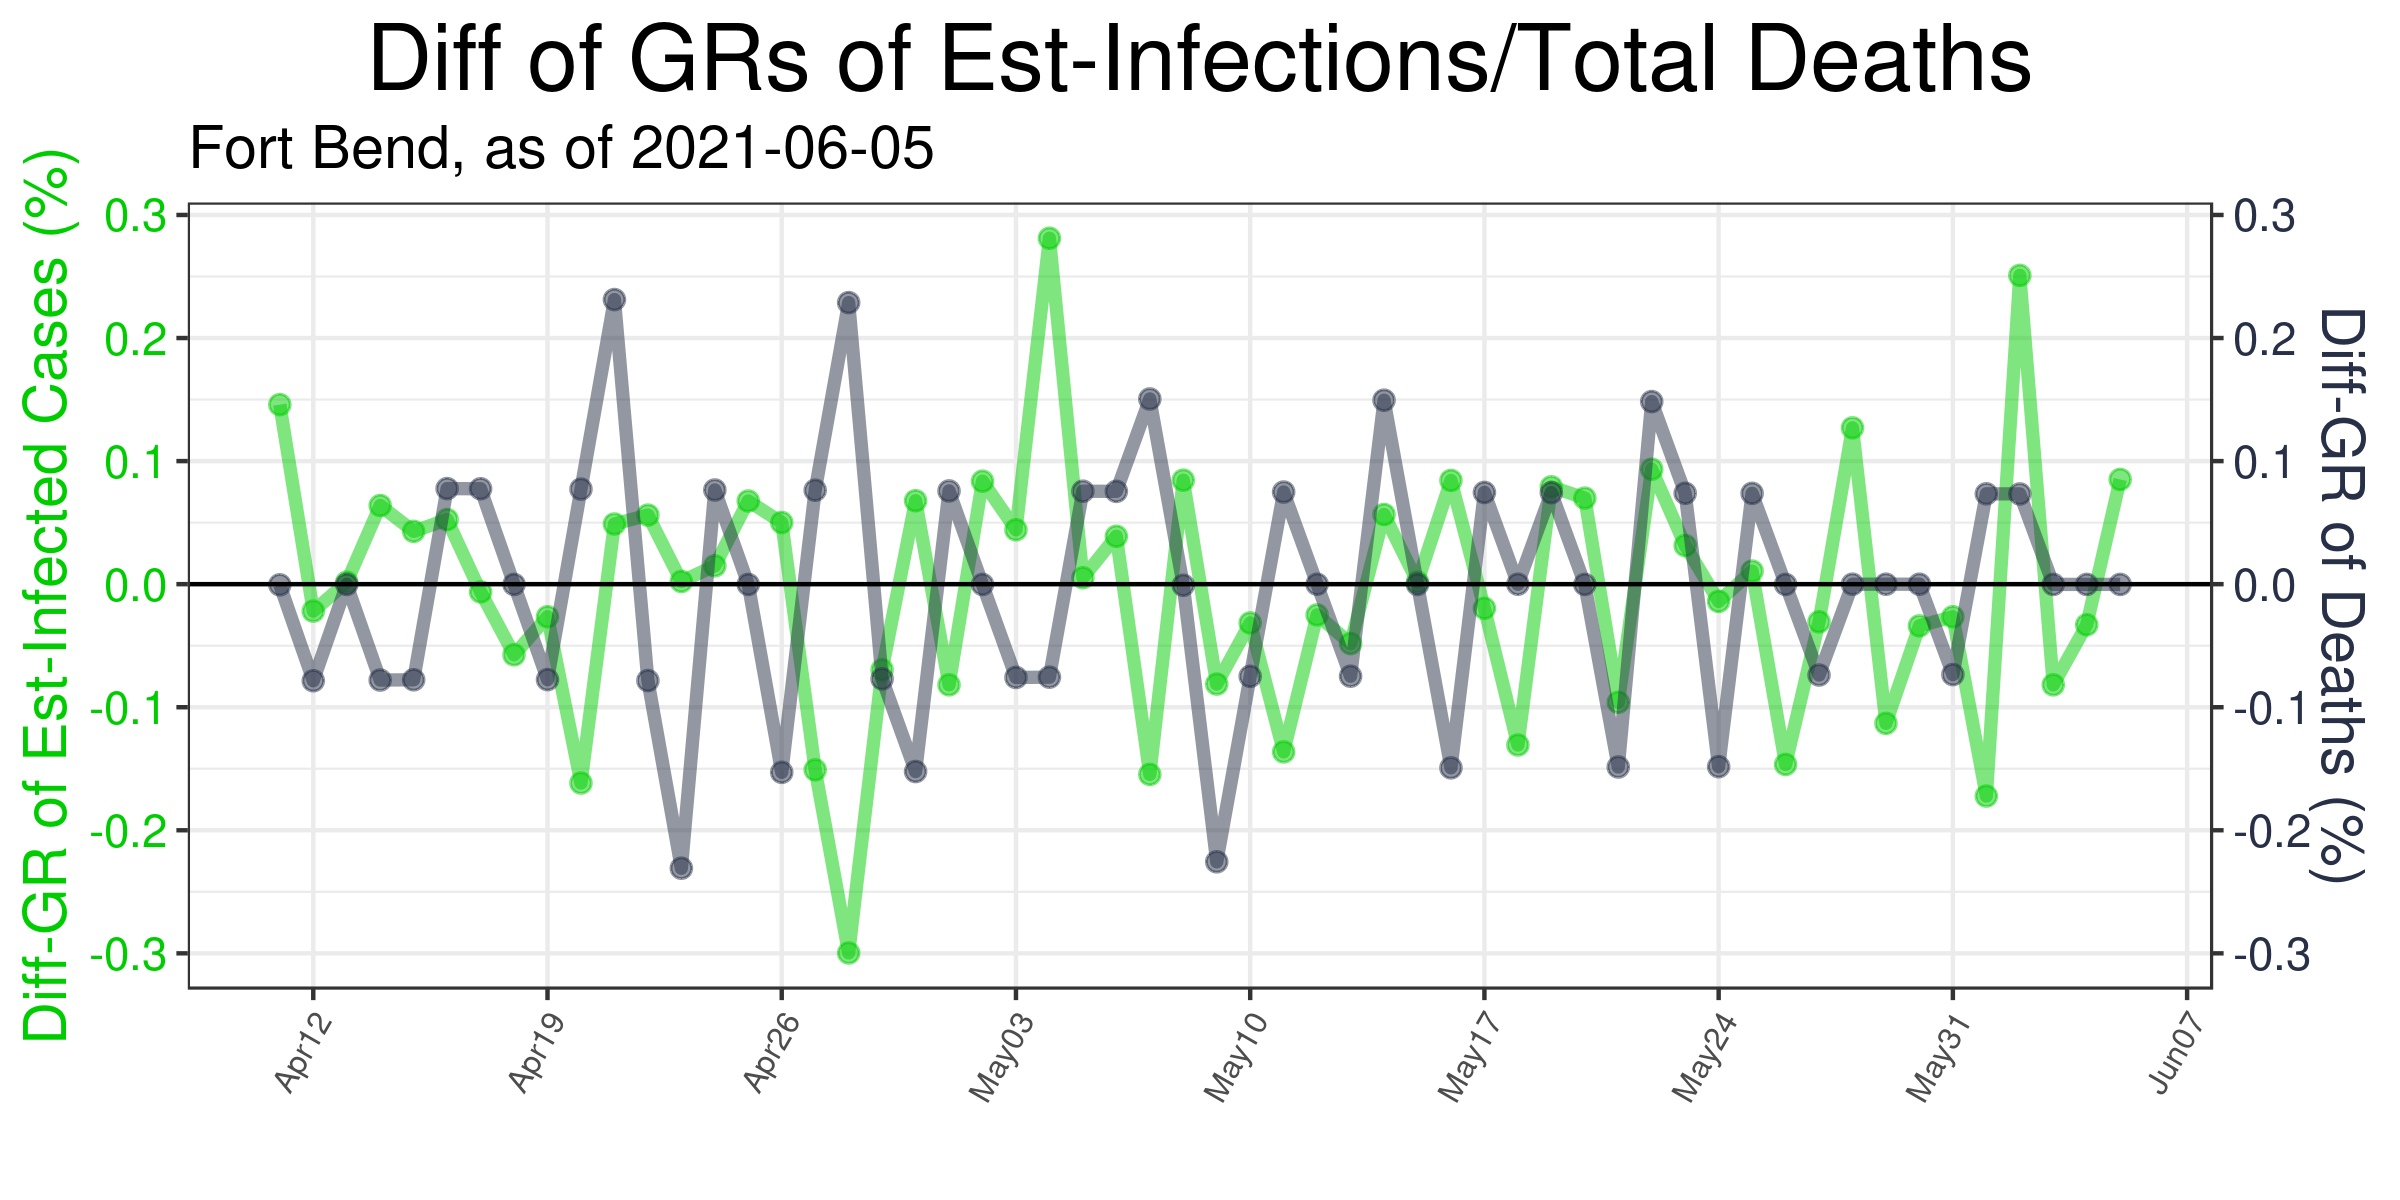 Diff of GRs of Est-Infections/Total Deaths
Fort Bend, as of 2021-06-05
Diff-GR of Est-Infected Cases (%)
0.3
0.2
0.1
0.0
-0.1
-0.2
-0.3
0.3
0.2
0.1
0.0
-0.1
-0.2
-0.3
Diff-GR of Deaths (%)
Apr12
Apr19
Apr26
May03
May10
May17
May24
May31
Jun07